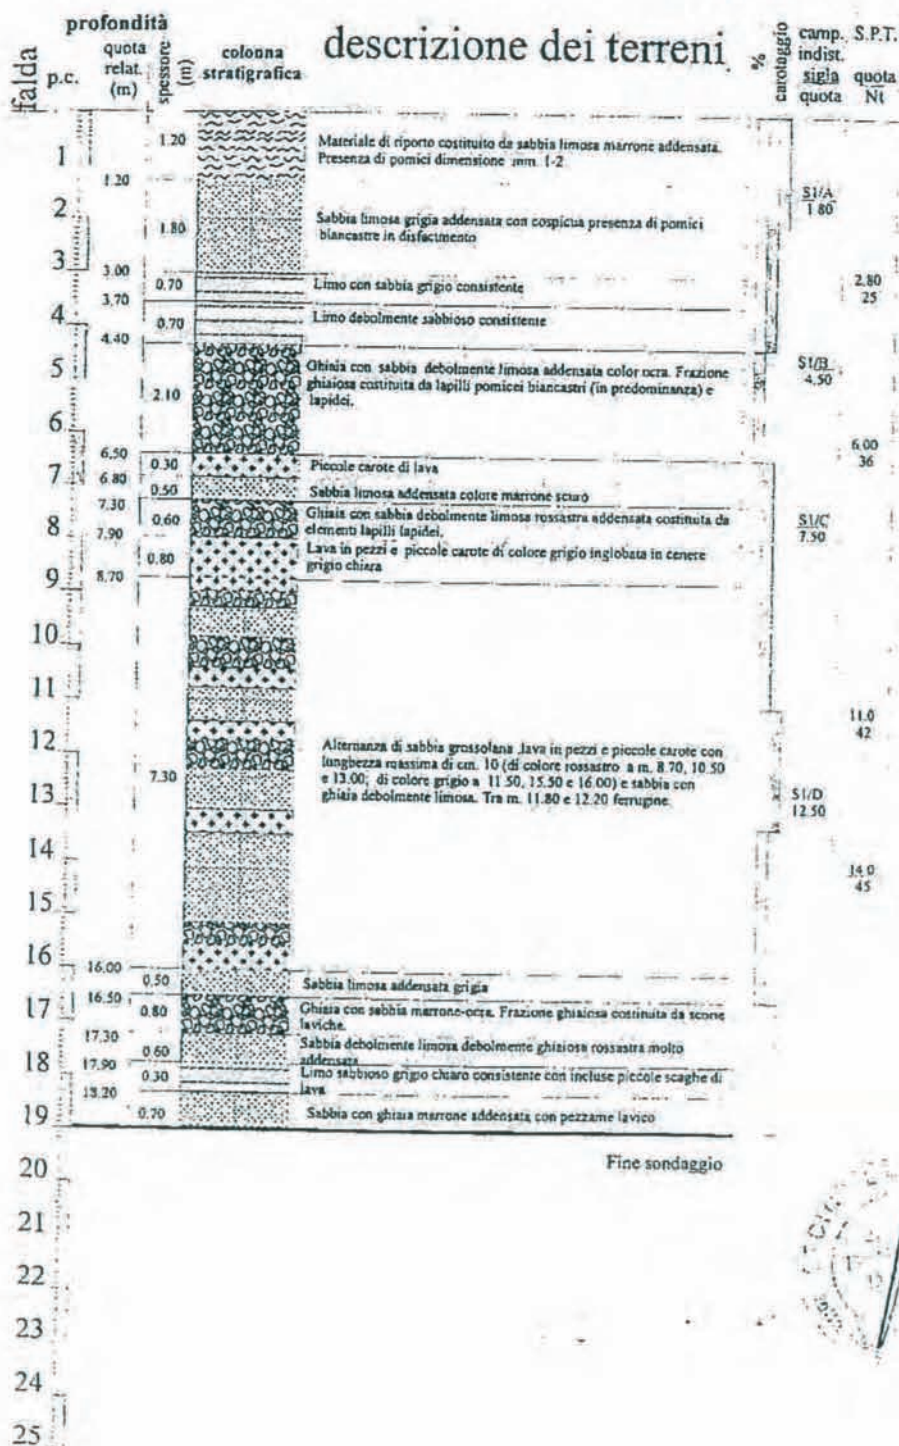 profondità
falda
p.c.
quota
relat.
(m)
spessore
(m)
colonna
stratigrafica
descrizione dei terreni
%
carotaggio
camp.
indist.
sigla
quota
S.P.T.
quota
Nt
1
2
3
4
5
6
7
8
9
10
11
12
13
14
15
16
17
18
19
20
21
22
23
24
25
1.20
3.00
3.70
4.40
6.50
6.80
7.30
7.90
8.70
16.00
16.50
17.30
17.90
18.20
1.20
1.80
0.70
0.70
2.10
0.30
0.50
0.60
0.80
7.30
0.50
0.80
0.60
0.30
0.70
Materiale di riporto costituito da sabbia limosa marrone addensata.
Presenza di pomici dimensione mm. 1-2
Sabbia limosa grigia addensata con cospicua presenza di pomici
biancastre in disfacimento
Limo con sabbia grigio consistente
Limo debolmente sabbioso consistente
Ghiaia con sabbia debolmente limosa addensata color ocra. Frazione
ghiaiosa costituita da lapilli pomicei biancastri (in predominanza) e
lapidei.
Piccole carote di lava
Sabbia limosa addensata colore marrone scuro
Ghiaia con sabbia debolmente limosa rossastra addensata costituita da
elementi lapilli lapidei.
Lava in pezzi e piccole carote di colore grigio inglobata in cenere
grigio chiara
Alternanza di sabbia grossolana ,lava in pezzi e piccole carote con
lunghezza massima di cm. 10 (di colore rossastro a m. 8.70, 10.50
e 13.00; di colore grigio a 11.50, 15.50 e 16.00) e sabbia con
ghiaia debolmente limosa. Tra m. 11.80 e 12.20 ferrugine.
Sabbia limosa addensata grigia
Ghiaia con sabbia marrone-ocra. Frazione ghiaiosa costituita da scorie
laviche.
Sabbia debolmente limosa debolmente ghiaiosa rossastra molto
addensata
Limo sabbioso grigio chiaro consistente con incluse piccole scaghe di
lava
Sabbia con ghiaia marrone addensata con pezzame lavico
Fine sondaggio
S1/A
1.80
S1/B
4.50
S1/C
7.50
S1/D
12.50
2.80
25
6.00
36
11.0
42
14.0
45